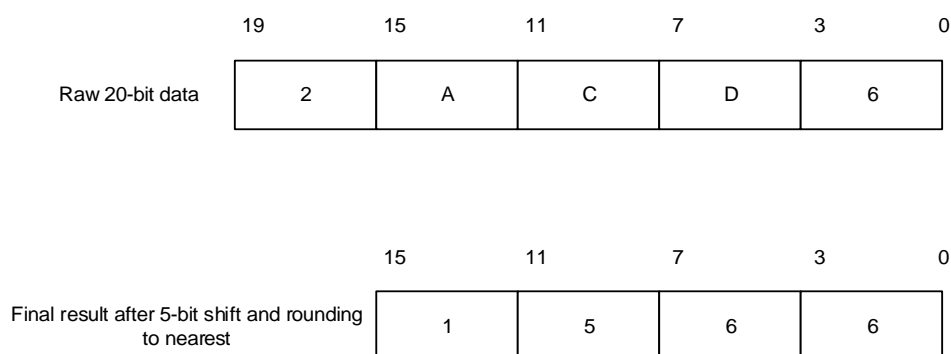 19 15 11 7 3 0
Raw 20-bit data 2 A C D 6
15 11 7 3 0
Final result after 5-bit shift and rounding
to nearest 1 5 6 6